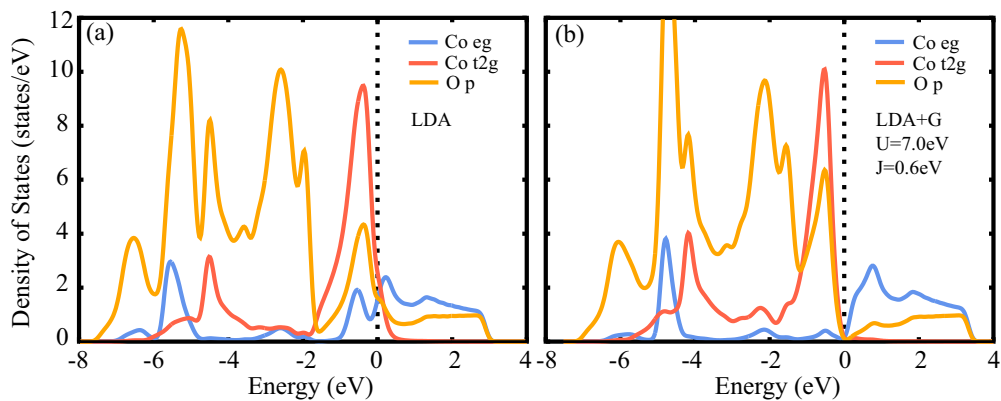 12
10
8
6
4
2
0
Density of States (states/eV)
(a)
Co eg
Co t2g
O p
LDA
-8 -6 -4 -2 0 2 4
Energy (eV)
(b)
Co eg
Co t2g
O p
LDA+G
U=7.0eV
J=0.6eV
-8 -6 -4 -2 0 2 4
Energy (eV)